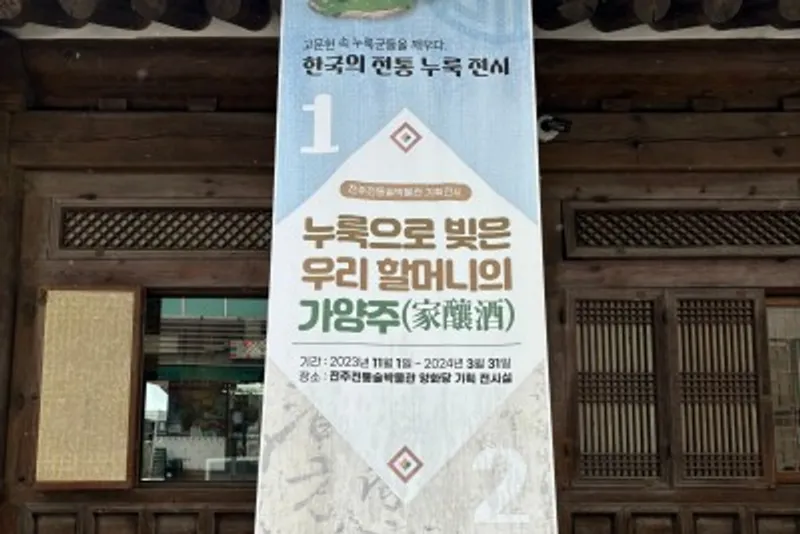 고문헌 속 누룩군들을 깨우다.
한국의 전통 누룩 전시
1
전주전통술박물관 기획전시
누룩으로 빚은
우리 할머니의
가양주(家釀酒)
기간 : 2023년 11월 1일 ~ 2024년 3월 31일
장소 : 전주전통술박물관 양화당 기획 전시실
2